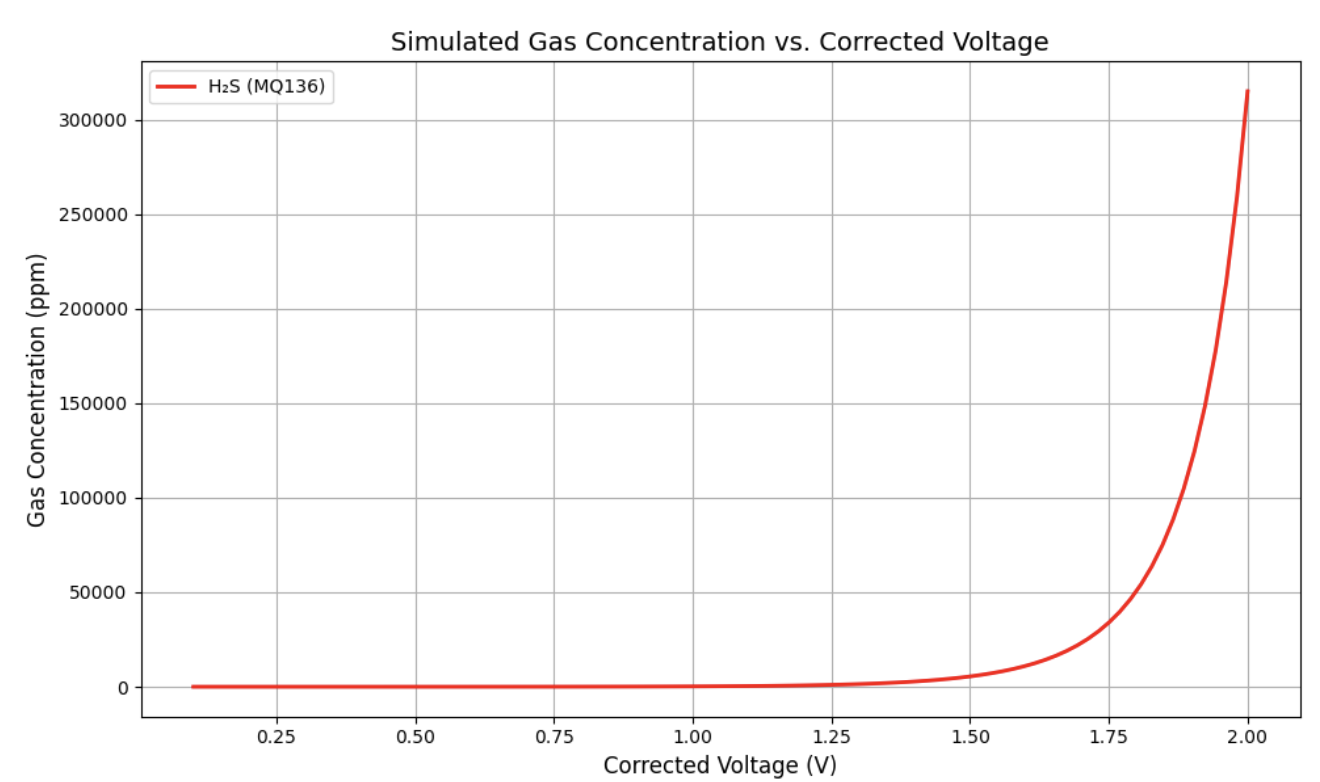 Simulated Gas Concentration vs. Corrected Voltage
H₂S (MQ136)
Gas Concentration (ppm)
300000
250000
200000
150000
100000
50000
0
0.25 0.50 0.75 1.00 1.25 1.50 1.75 2.00
Corrected Voltage (V)